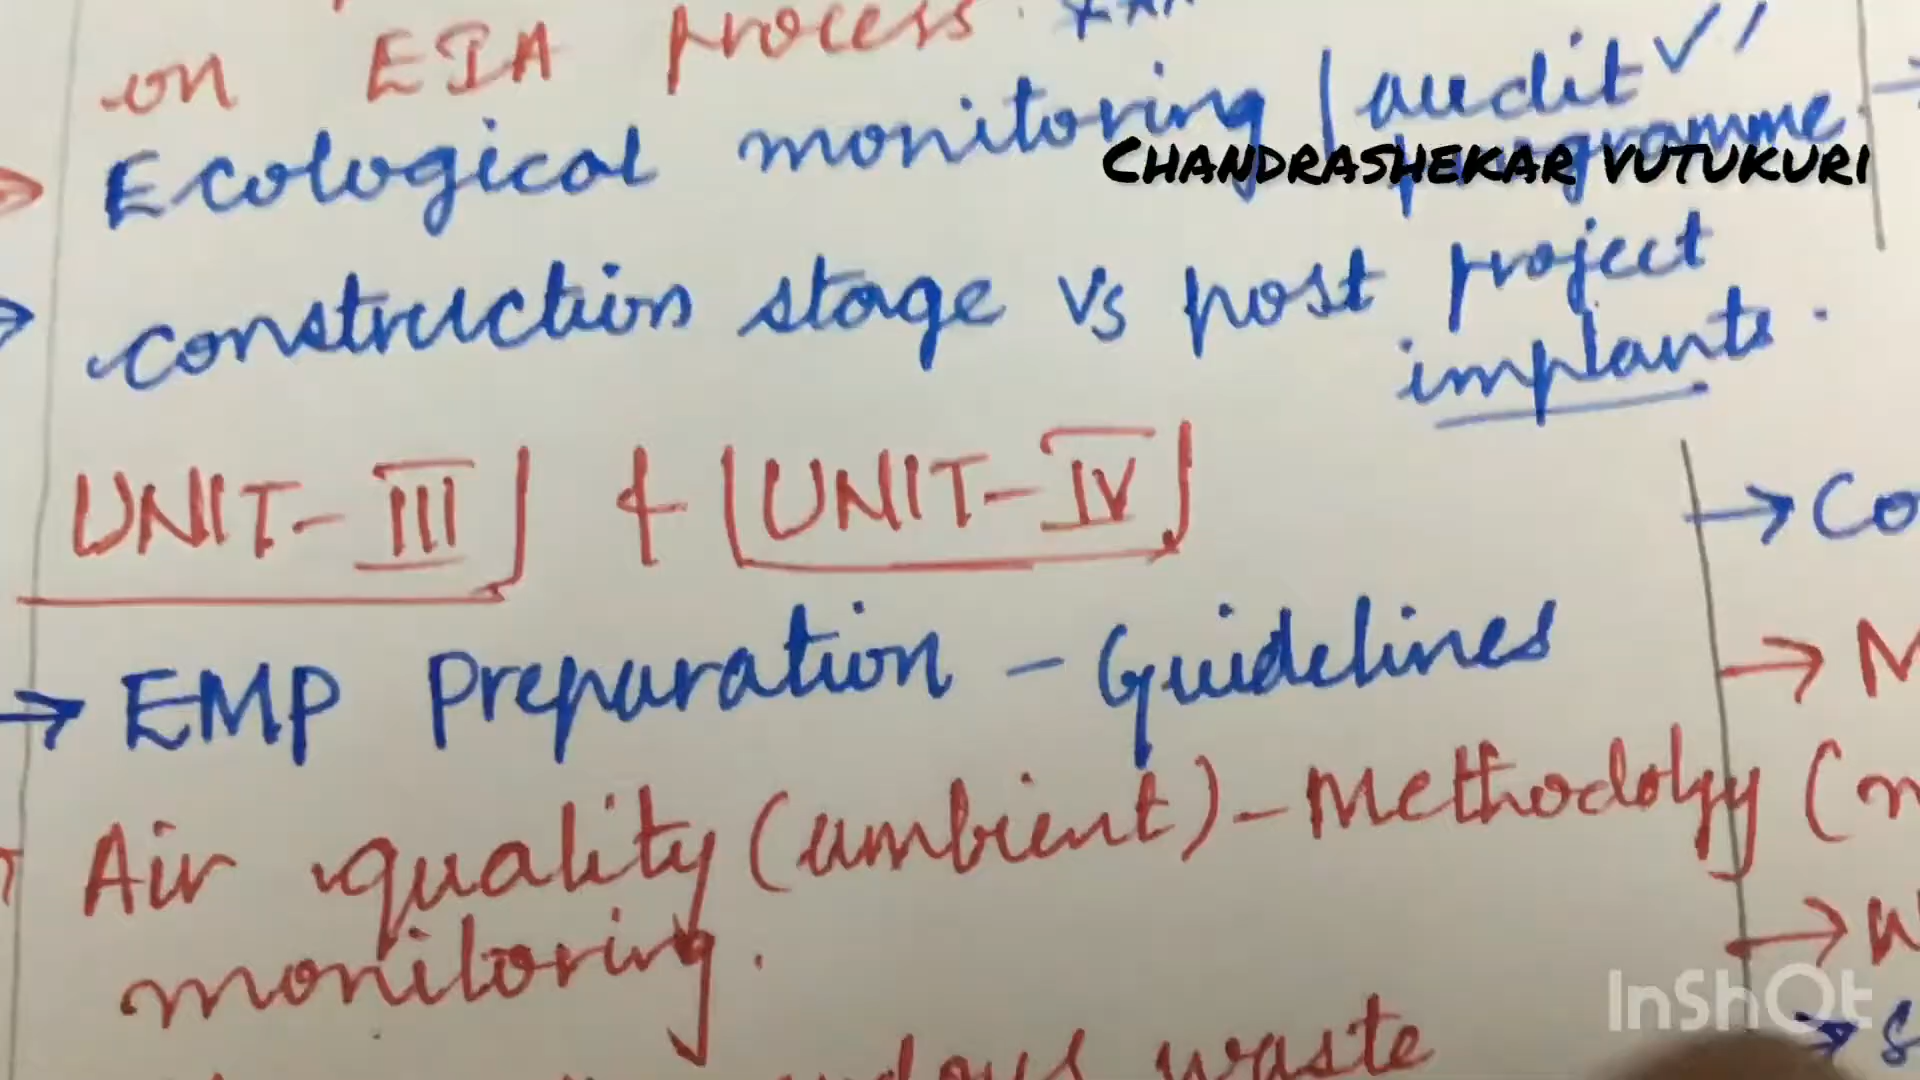 on EIA process. ***
Ecological monitoring / audit
programme.
CHANDRASHEKAR VUTUKURI
construction stage vs post project
implants.
UNIT-III & UNIT-IV
→ Co
→ EMP Preparation - Guidelines
→ M
Air quality (ambient) - Methodology (m
monitoring.
InShOt
waste